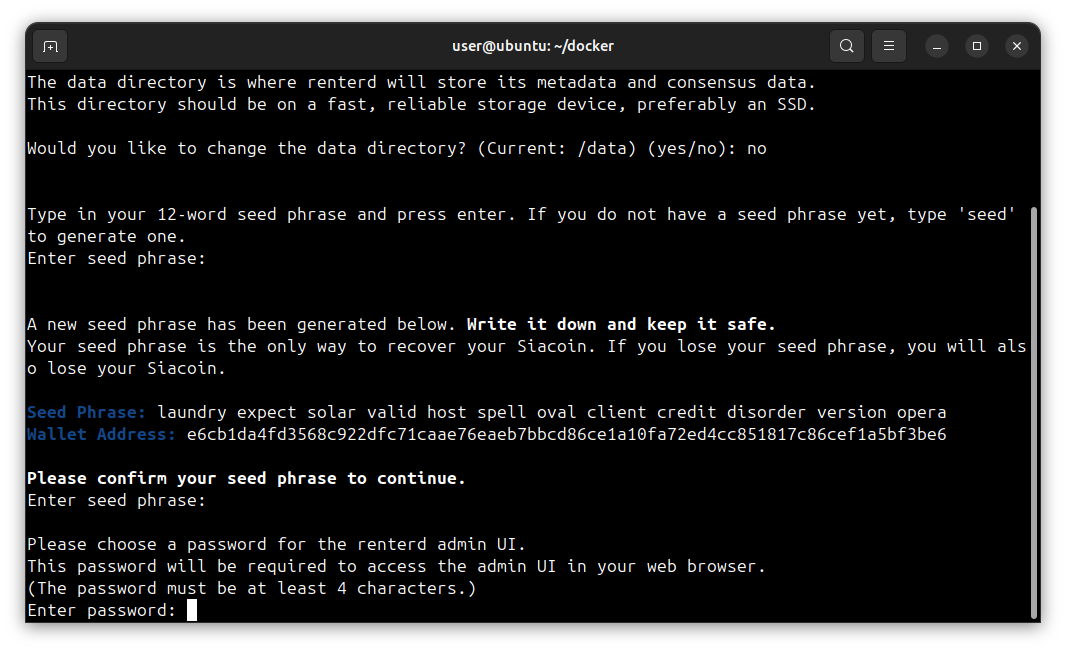 user@ubuntu: ~/docker
The data directory is where renterd will store its metadata and consensus data.
This directory should be on a fast, reliable storage device, preferably an SSD.
Would you like to change the data directory? (Current: /data) (yes/no): no
Type in your 12-word seed phrase and press enter. If you do not have a seed phrase yet, type 'seed'
to generate one.
Enter seed phrase:
A new seed phrase has been generated below. Write it down and keep it safe.
Your seed phrase is the only way to recover your Siacoin. If you lose your seed phrase, you will als
o lose your Siacoin.
Seed Phrase: laundry expect solar valid host spell oval client credit disorder version opera
Wallet Address: e6cb1da4fd3568c922dfc71caae76eaeb7bbcd86ce1a10fa72ed4cc851817c86cef1a5bf3be6
Please confirm your seed phrase to continue.
Enter seed phrase:
Please choose a password for the renterd admin UI.
This password will be required to access the admin UI in your web browser.
(The password must be at least 4 characters.)
Enter password: